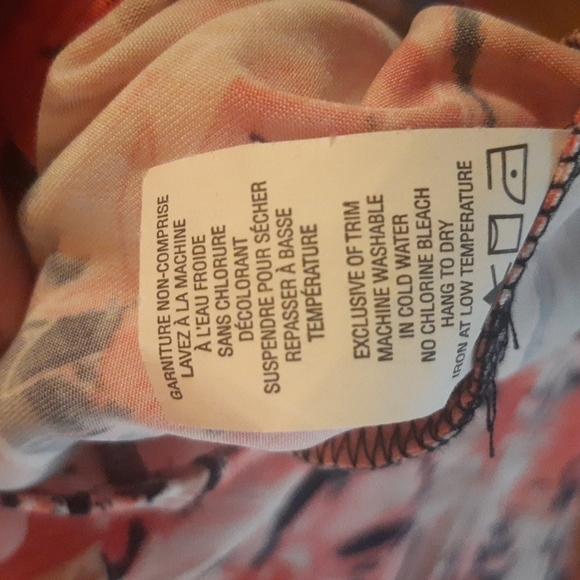 GARNITURE NON-COMPRISE
LAVEZ À LA MACHINE
À L'EAU FROIDE
SANS CHLORURE
DÉCOLORANT
SUSPENDRE POUR SÉCHER
REPASSER À BASSE
TEMPÉRATURE
EXCLUSIVE OF TRIM
MACHINE WASHABLE
IN COLD WATER
NO CHLORINE BLEACH
HANG TO DRY
IRON AT LOW TEMPERATURE